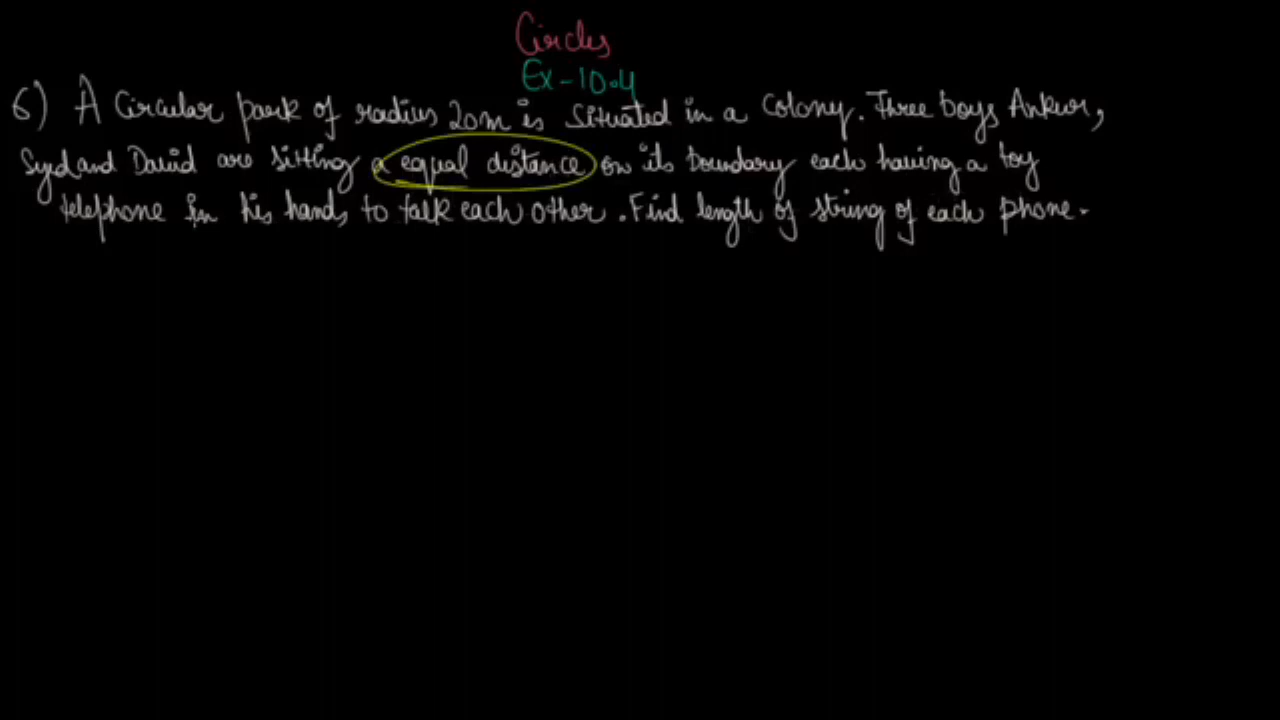 Circles
Ex-10.4
6) A Circular park of radius 20m is situated in a colony. Three boys Ankur,
Syed and David are sitting a equal distance on its boundary each having a toy
telephone in his hands to talk each other. Find length of string of each phone.